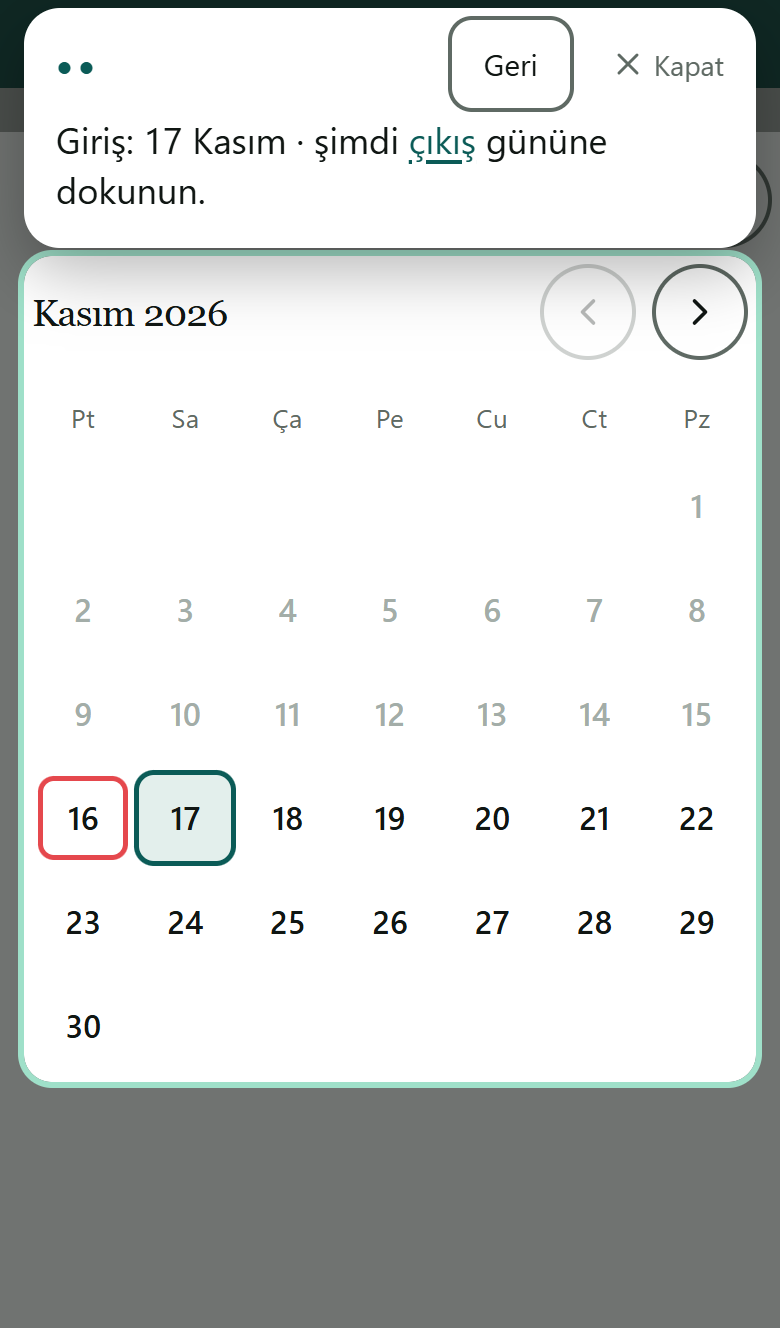 Geri
Kapat
Giriş: 17 Kasım · şimdi çıkış gününe
dokunun.
Kasım 2026
Pt Sa Ça Pe Cu Ct Pz
1
2 3 4 5 6 7 8
9 10 11 12 13 14 15
16 17 18 19 20 21 22
23 24 25 26 27 28 29
30